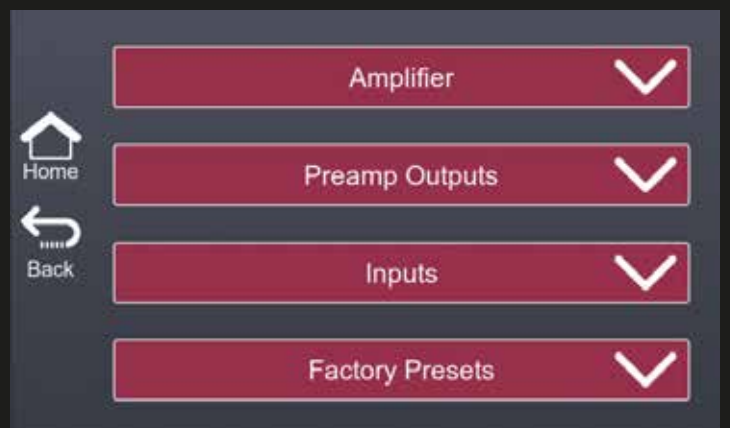 Amplifier
Home
Preamp Outputs
Back
Inputs
Factory Presets